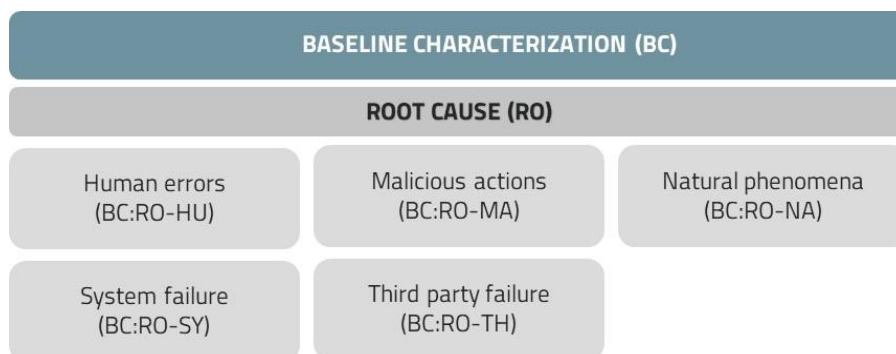 BASELINE CHARACTERIZATION (BC)
ROOT CAUSE (RO)
Human errors
(BC:RO-HU)
Malicious actions
(BC:RO-MA)
Natural phenomena
(BC:RO-NA)
System failure
(BC:RO-SY)
Third party failure
(BC:RO-TH)